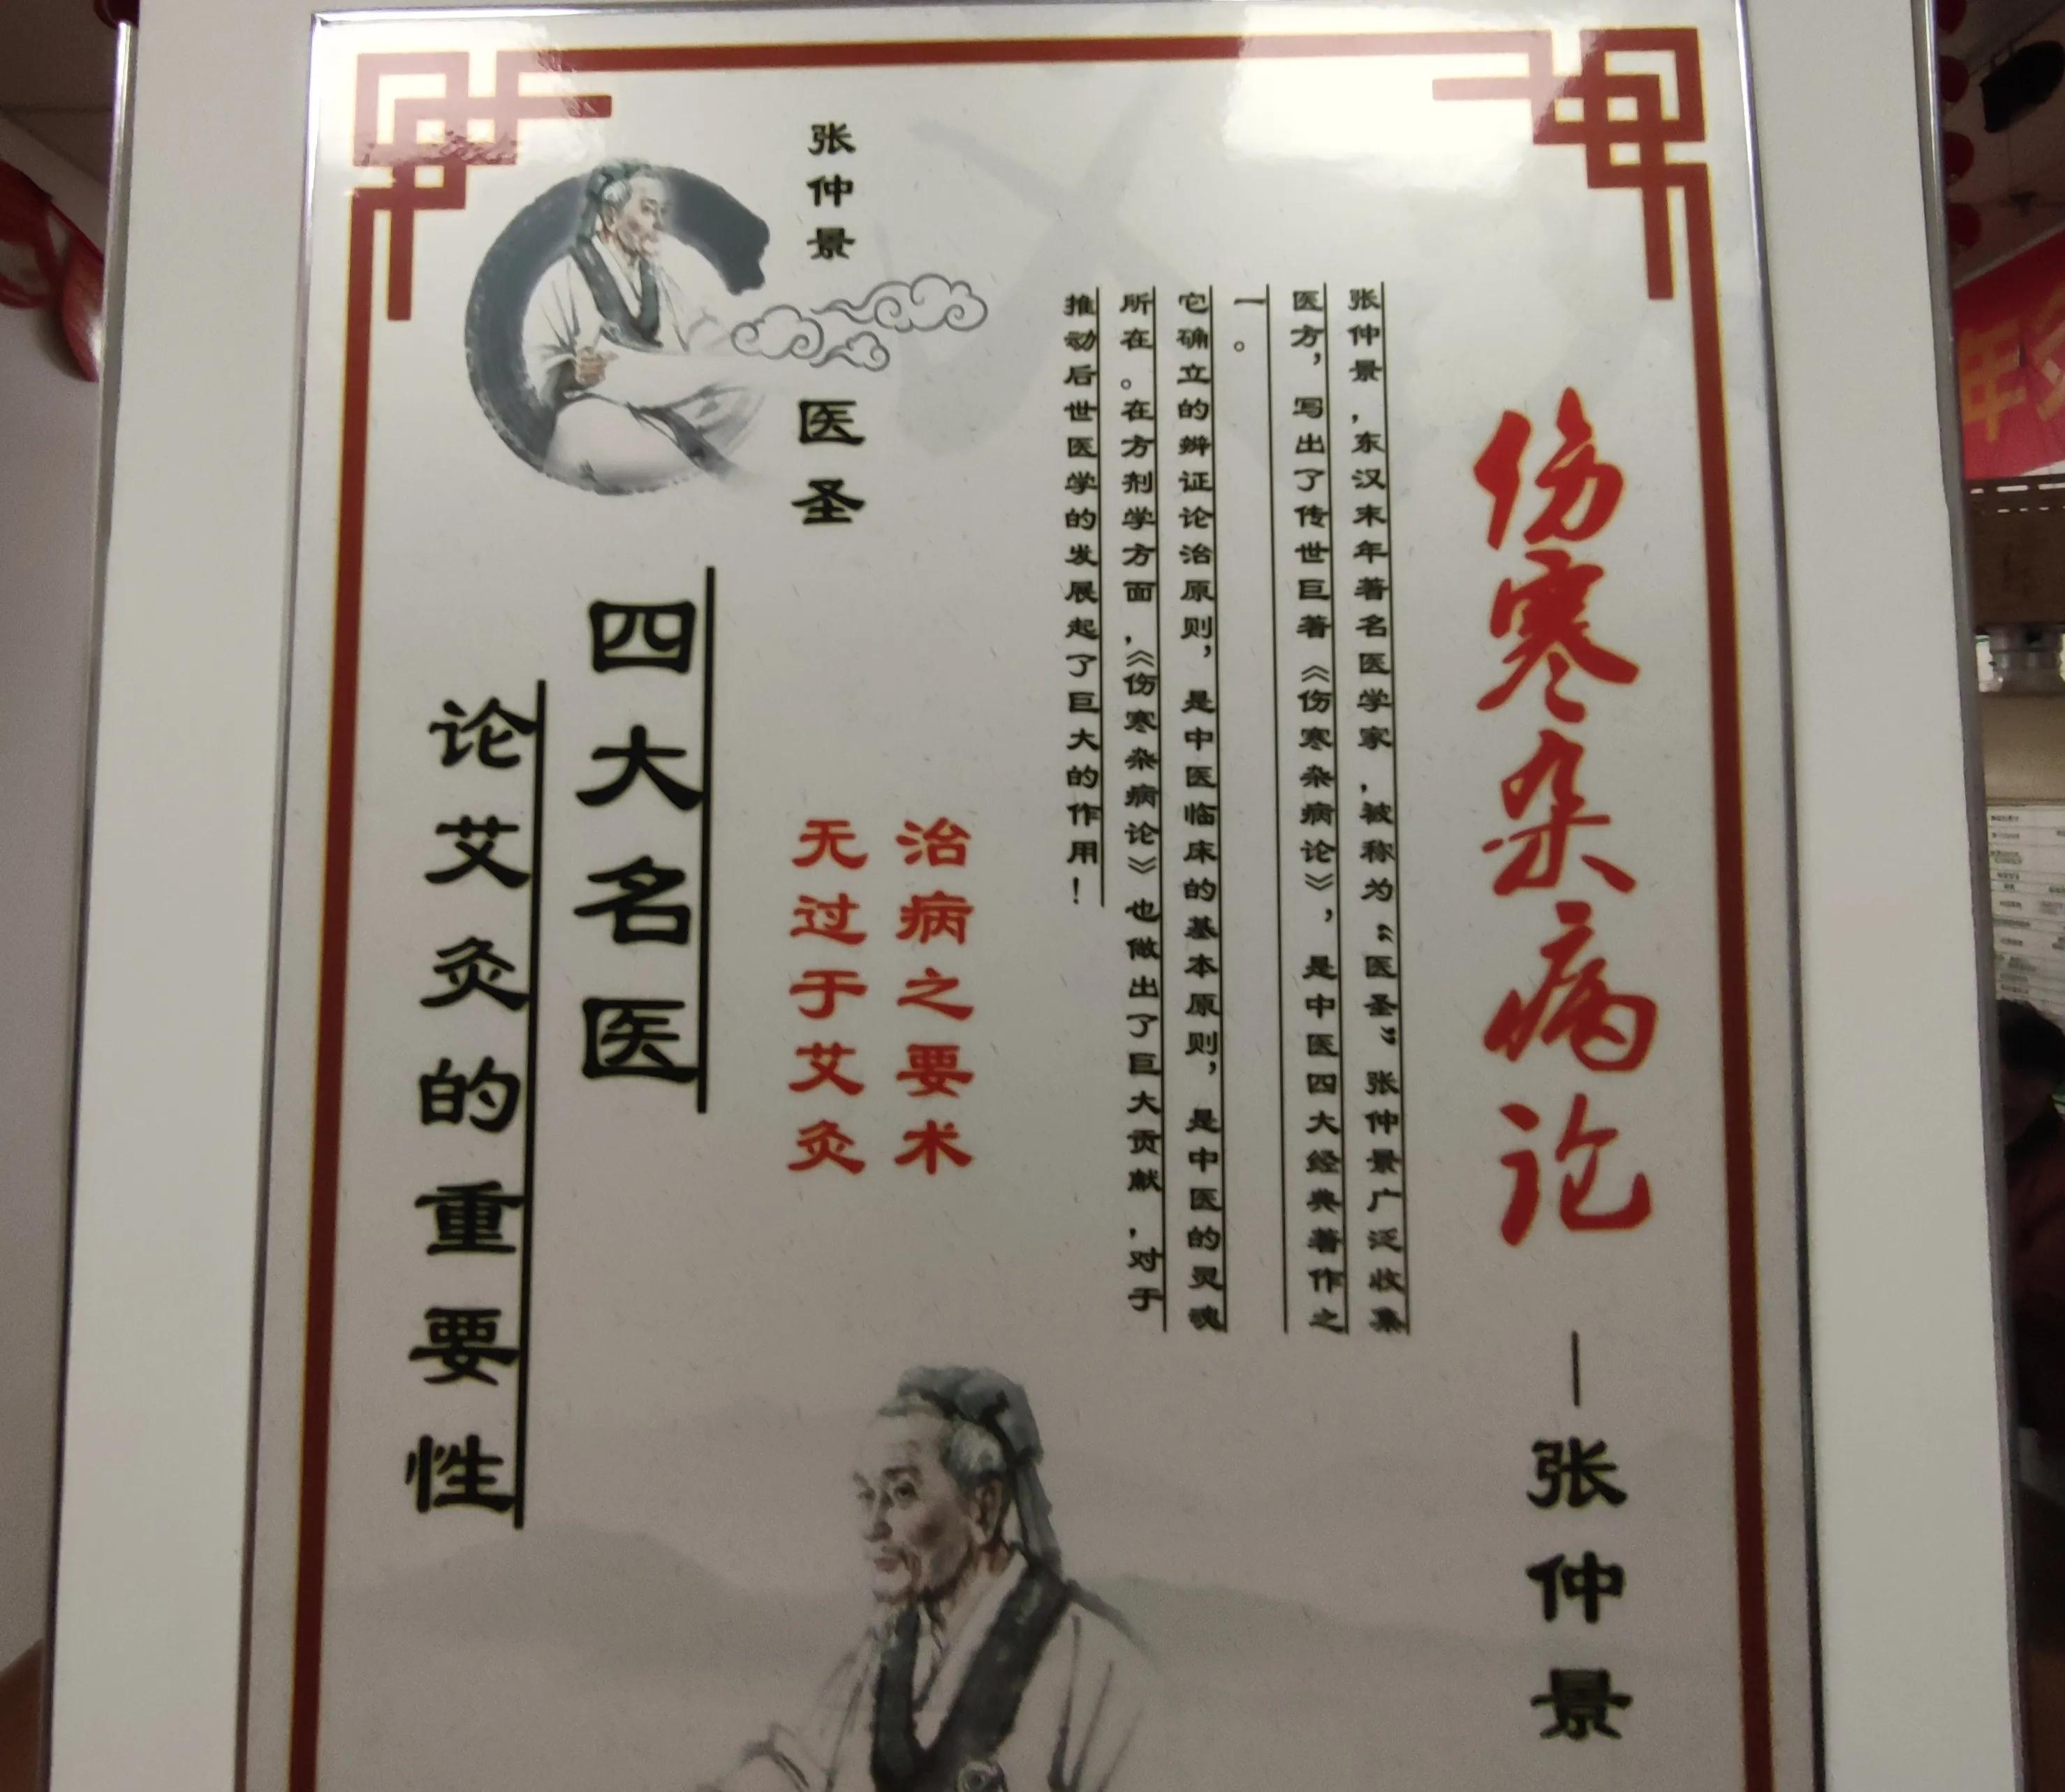 伤寒杂病论
—张仲景
张仲景,东汉末年著名医学家,被称为“医圣”张仲景广泛收集
医方,写出了传世巨著《伤寒杂病论》,是中医四大经典著作之
一。
它确立的辨证论治原则,是中医临床的基本原则,是中医的灵魂
所在。在方剂学方面,《伤寒杂病论》也做出了巨大贡献,对于
推动后世医学的发展起了巨大的作用!
治病之要术
无过于艾灸
张仲景
医圣
四大名医
论艾灸的重要性
年